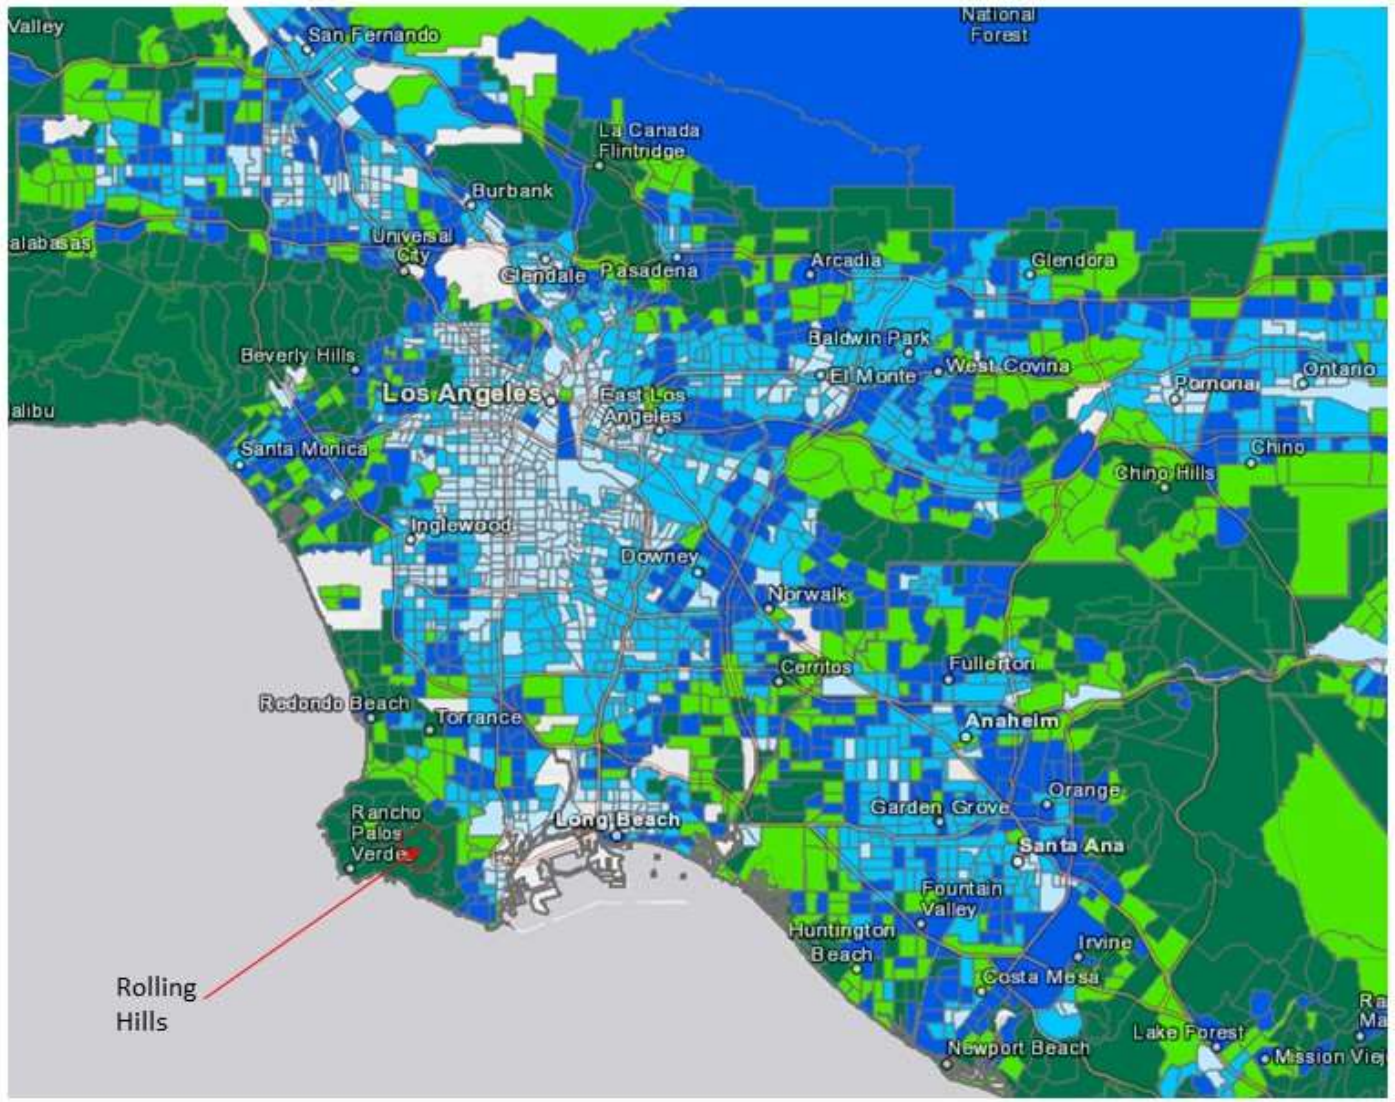 Valley
San Fernando
National
Forest
La Canada
Flintridge
Burbank
alabasas
Universal
City
Glendale
Pasadena
Arcadia
Glendora
Beverly Hills
Baldwin Park
El Monte
West Covina
Pomona
Ontario
Los Angeles
East Los
Angeles
alibu
Santa Monica
Chino
Chino Hills
Inglewood
Downey
Norwalk
Cerritos
Fullerton
Redondo Beach
Torrance
Anaheim
Orange
Garden Grove
Rancho
Palos
Verde
Long Beach
Santa Ana
Fountain
Valley
Huntington
Beach
Irvine
Costa Mesa
Rolling
Hills
Lake Forest
Ra
Ma
Newport Beach
Mission Viej